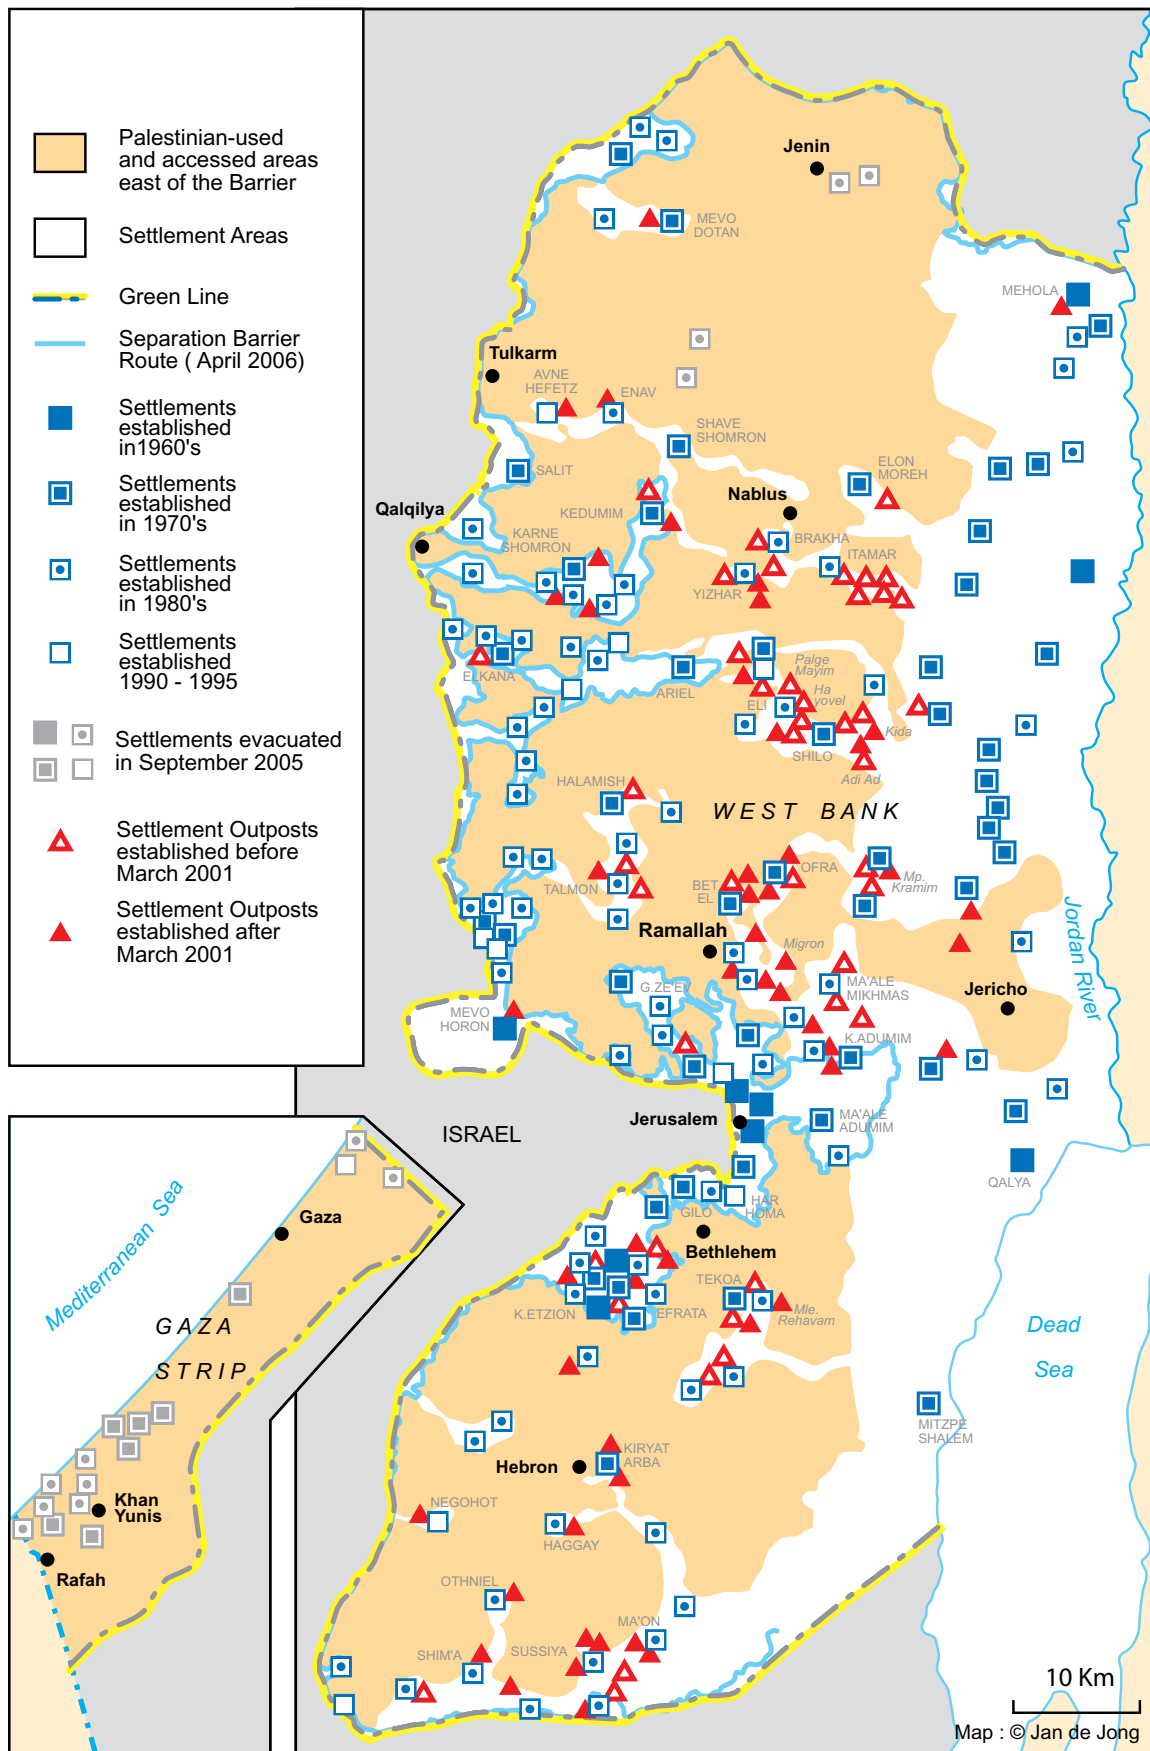 Palestinian-used
and accessed areas
east of the Barrier
Settlement Areas
Green Line
Separation Barrier
Route ( April 2006)
Settlements
established
in1960's
Settlements
established
in 1970's
Settlements
established
in 1980's
Settlements
established
1990 - 1995
Settlements evacuated
in September 2005
Settlement Outposts
established before
March 2001
Settlement Outposts
established after
March 2001
Jenin
MEVO
DOTAN
MEHOLA
Tulkarm
AVNE
HEFETZ
ENAV
SHAVE
SHOMRON
SALIT
ELON
MOREH
Nablus
Qalqilya
KEDUMIM
KARNE
SHOMRON
BRAKHA
ITAMAR
YIZHAR
ELKANA
ARIEL
Palge
Mayim
Ha
yovel
ELI
Kida
SHILO
Adi Ad
HALAMISH
WEST BANK
TALMON
BET
EL
OFRA
Mp.
Kramim
Ramallah
Migron
Jordan River
G.ZE'EV
MA'ALE
MIKHMAS
Jericho
MEVO
HORON
K.ADUMIM
ISRAEL
Jerusalem
MA'ALE
ADUMIM
QALYA
GILO
HAR
HOMA
Bethlehem
TEKOA
Mle.
Rehavam
K.ETZION
EFRATA
Dead
Sea
MITZPE
SHALEM
KIRYAT
ARBA
Hebron
NEGOHOT
HAGGAY
OTHNIEL
MA'ON
SHIM'A
SUSSIYA
Mediterranean Sea
Gaza
GAZA
STRIP
Khan
Yunis
Rafah
10 Km
Map : © Jan de Jong